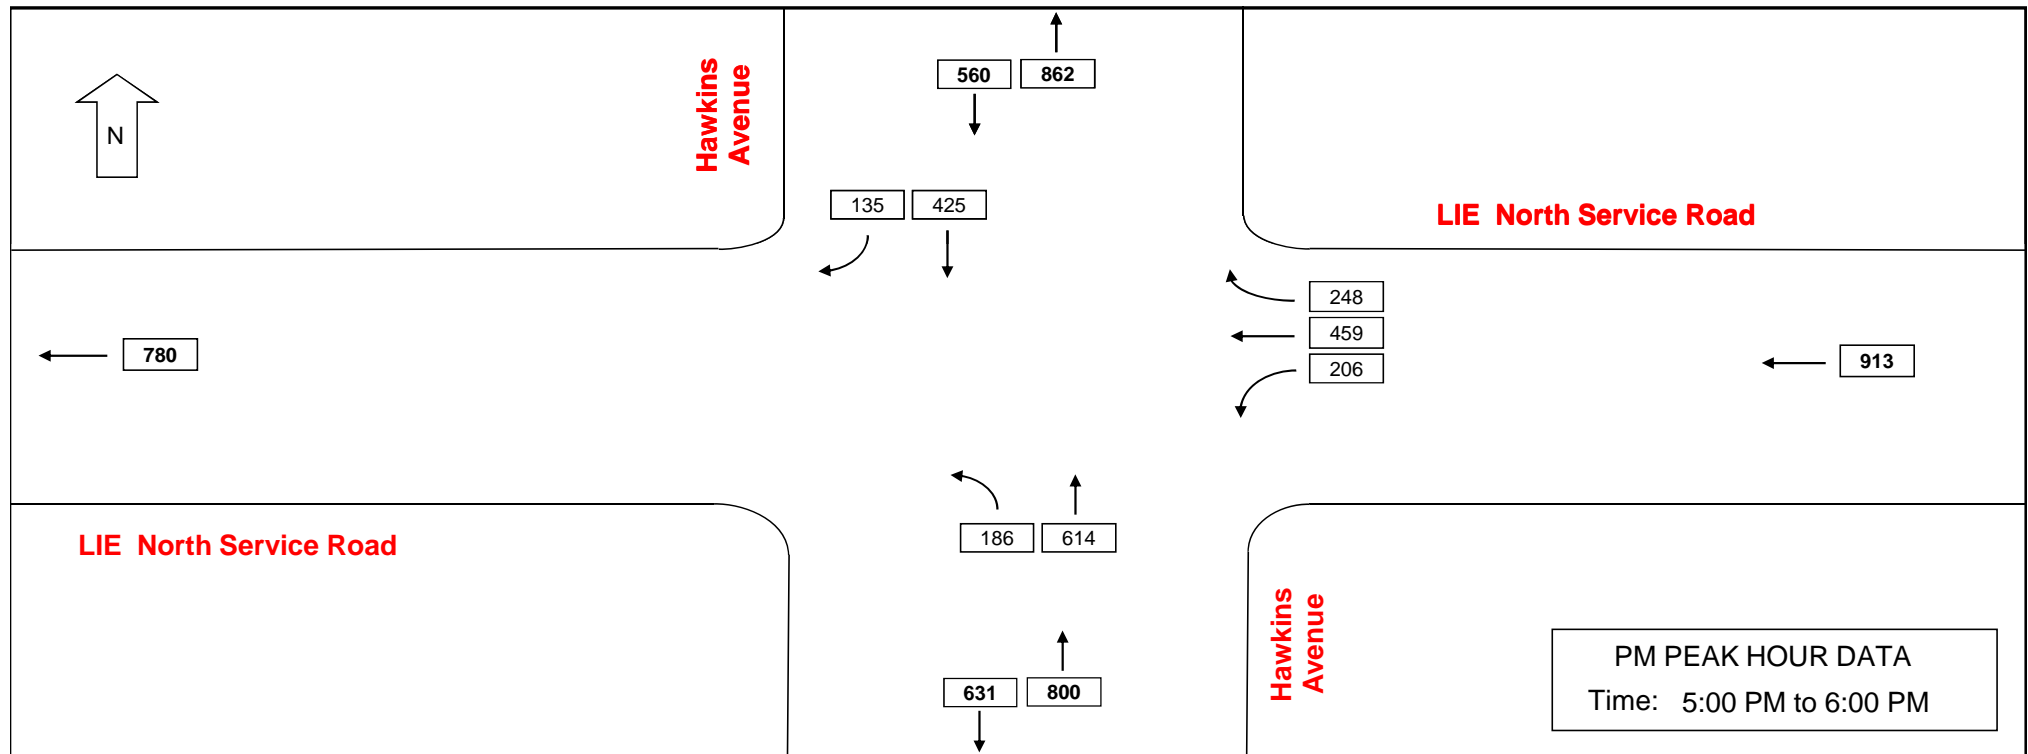 Hawkins
Avenue
560 862
N
135 425
LIE  North Service Road
248
459
206
780
913
186 614
LIE  North Service Road
Hawkins
Avenue
631 800
PM PEAK HOUR DATA
Time: 5:00 PM to 6:00 PM